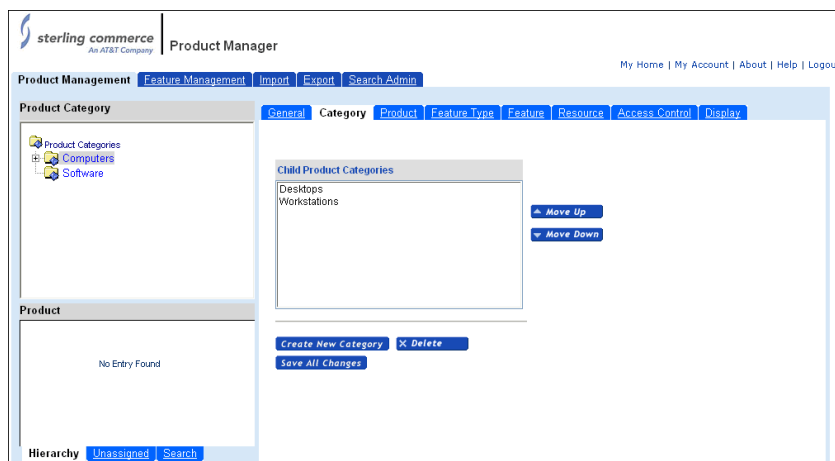 sterling commerce
An AT&T Company
Product Manager
My Home | My Account | About | Help | Logou
Product Management Feature Management Import Export Search Admin
Product Category
General Category Product Feature Type Feature Resource Access Control Display
Product Categories
Computers
Software
Child Product Categories
Desktops
Workstations
Move Up
Move Down
Product
No Entry Found
Create New Category X Delete
Save All Changes
Hierarchy Unassigned Search